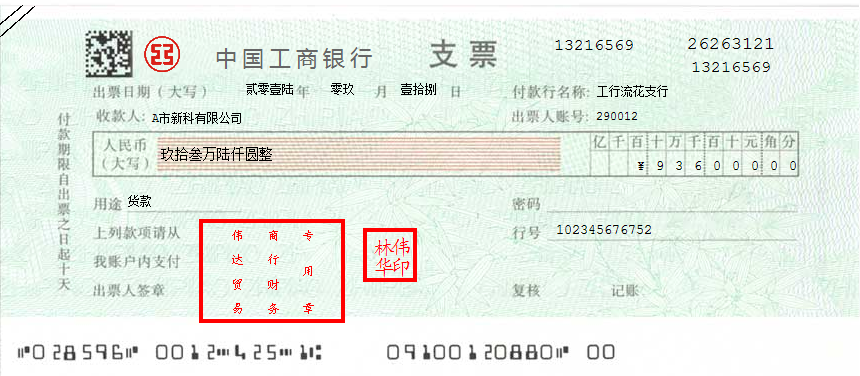 中国工商银行 支票 13216569 26263121
13216569
出票日期（大写） 贰零壹陆 年 零玖 月 壹拾捌 日 付款行名称: 工行流花支行
收款人: A市新科有限公司 出票人账号: 290012
人民币
（大写） 玖拾叁万陆仟圆整
亿 千 百 十 万 千 百 十 元 角 分
¥ 9 3 6 0 0 0 0 0
用途 货款 密码
上列款项请从 行号 102345676752
我账户内支付
出票人签章 复核 记账
付款期限自出票之日起十天
伟达贸易
商行财务
专用章
林伟
华印
⑈028596⑈ 0012⑉425⑉1⑆ 09100120880⑈ 00